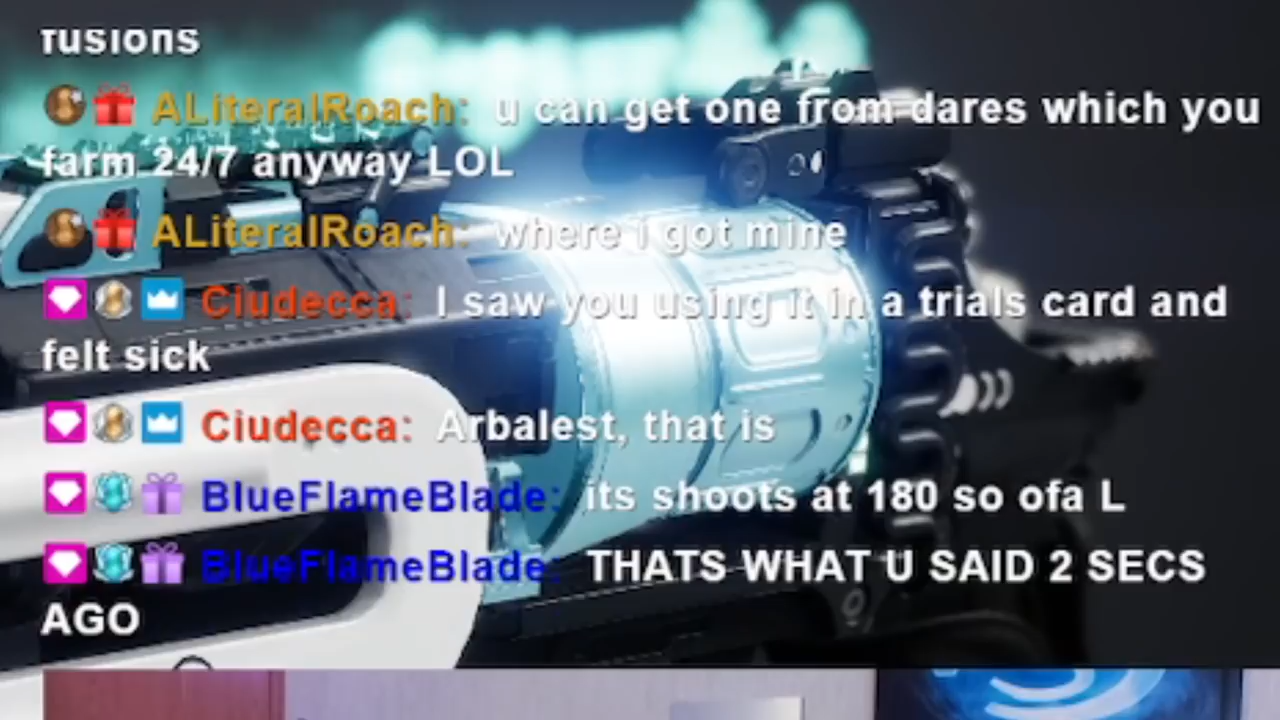 fusions
ALiteralRoach: u can get one from dares which you
farm 24/7 anyway LOL
ALiteralRoach: where i got mine
Ciudecca: I saw you using it in a trials card and
felt sick
Ciudecca: Arbalest, that is
BlueFlameBlade: its shoots at 180 so ofa L
BlueFlameBlade: THATS WHAT U SAID 2 SECS
AGO